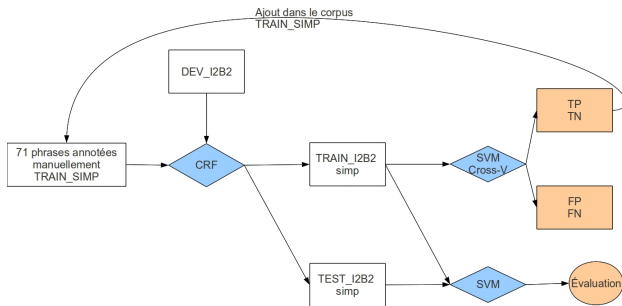 Ajout dans le corpus
TRAIN_SIMP
DEV_I2B2
71 phrases annotées
manuellement
TRAIN_SIMP
CRF
TRAIN_I2B2
simp
SVM
Cross-V
TP
TN
FP
FN
TEST_I2B2
simp
SVM
Évaluation